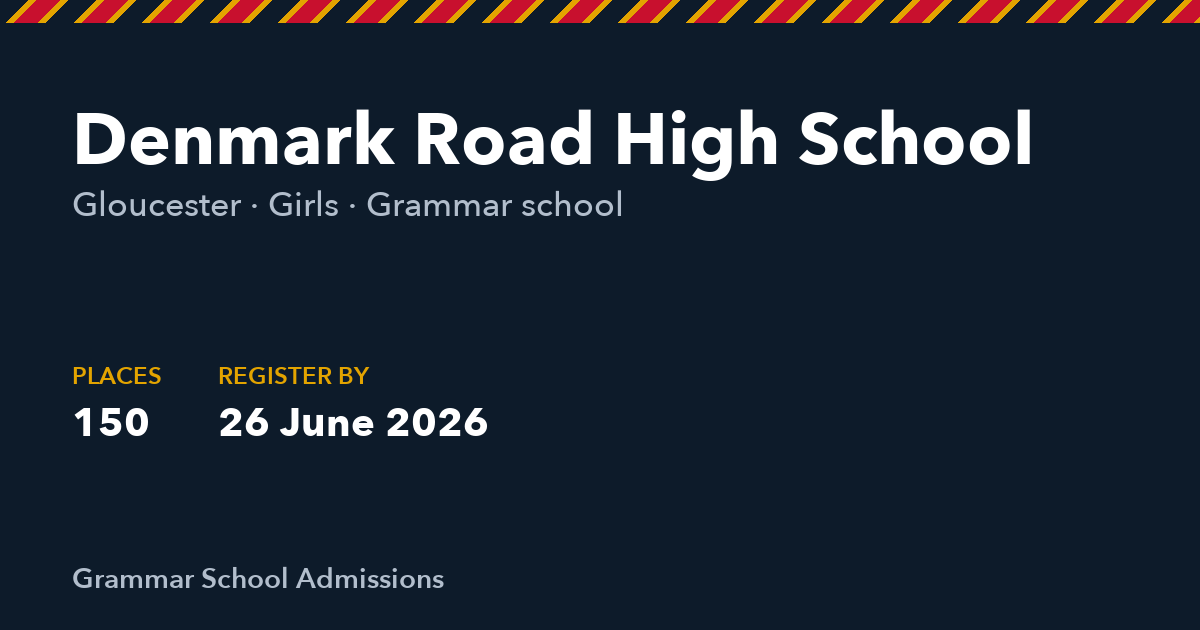 Denmark Road High School
Gloucester · Girls · Grammar school
PLACES REGISTER BY
150 26 June 2026
Grammar School Admissions